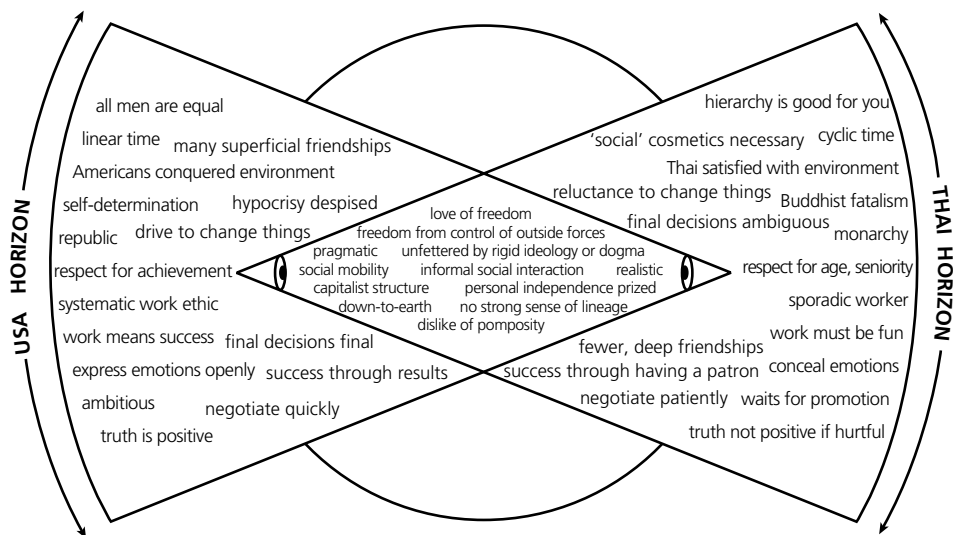 USA HORIZON
all men are equal
linear time
many superficial friendships
Americans conquered environment
self-determination
hypocrisy despised
republic
drive to change things
respect for achievement
systematic work ethic
work means success
final decisions final
express emotions openly
success through results
ambitious
negotiate quickly
truth is positive
love of freedom
freedom from control of outside forces
pragmatic
unfettered by rigid ideology or dogma
social mobility
informal social interaction
realistic
capitalist structure
personal independence prized
down-to-earth
no strong sense of lineage
dislike of pomposity
hierarchy is good for you
'social' cosmetics necessary
cyclic time
Thai satisfied with environment
reluctance to change things
Buddhist fatalism
final decisions ambiguous
monarchy
respect for age, seniority
sporadic worker
work must be fun
fewer, deep friendships
success through having a patron
conceal emotions
negotiate patiently
waits for promotion
truth not positive if hurtful
THAI HORIZON